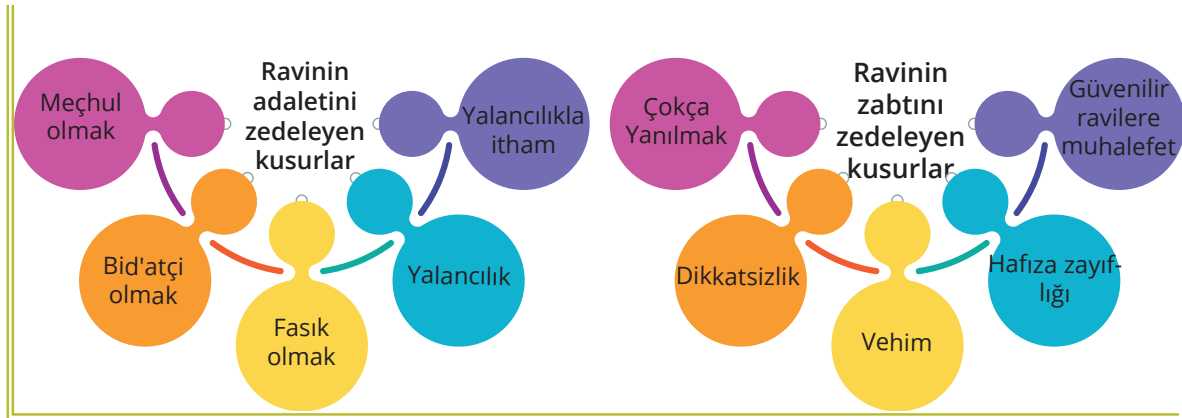 Ravinin
adaletini
zedeleyen
kusurlar
Meçhul
olmak
Bid'atçi
olmak
Fasık
olmak
Yalancılık
Yalancılıkla
itham
Ravinin
zabtını
zedeleyen
kusurlar
Çokça
Yanılmak
Dikkatsizlik
Vehim
Hafıza zayıf-
lığı
Güvenilir
ravilere
muhalefet